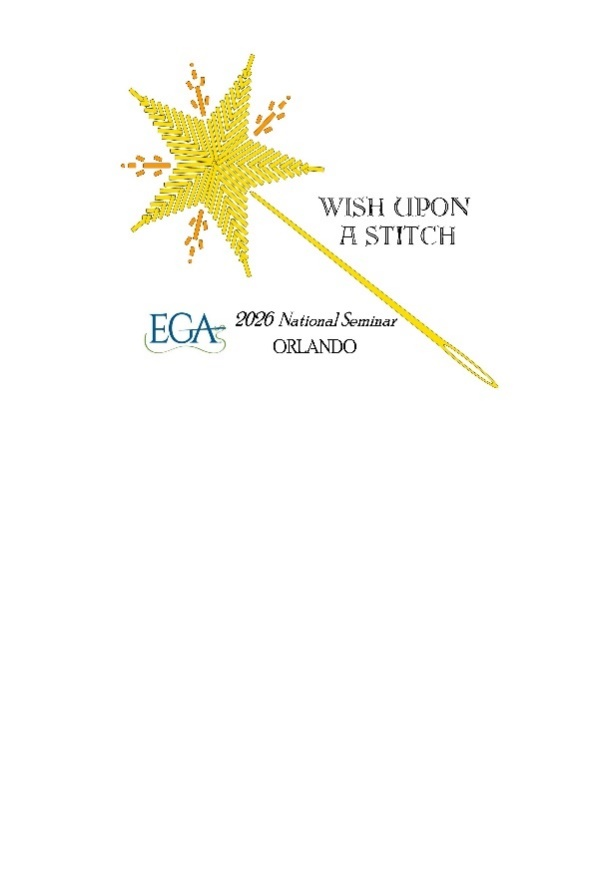 WISH UPON
A STITCH
EGA 2026 National Seminar
ORLANDO